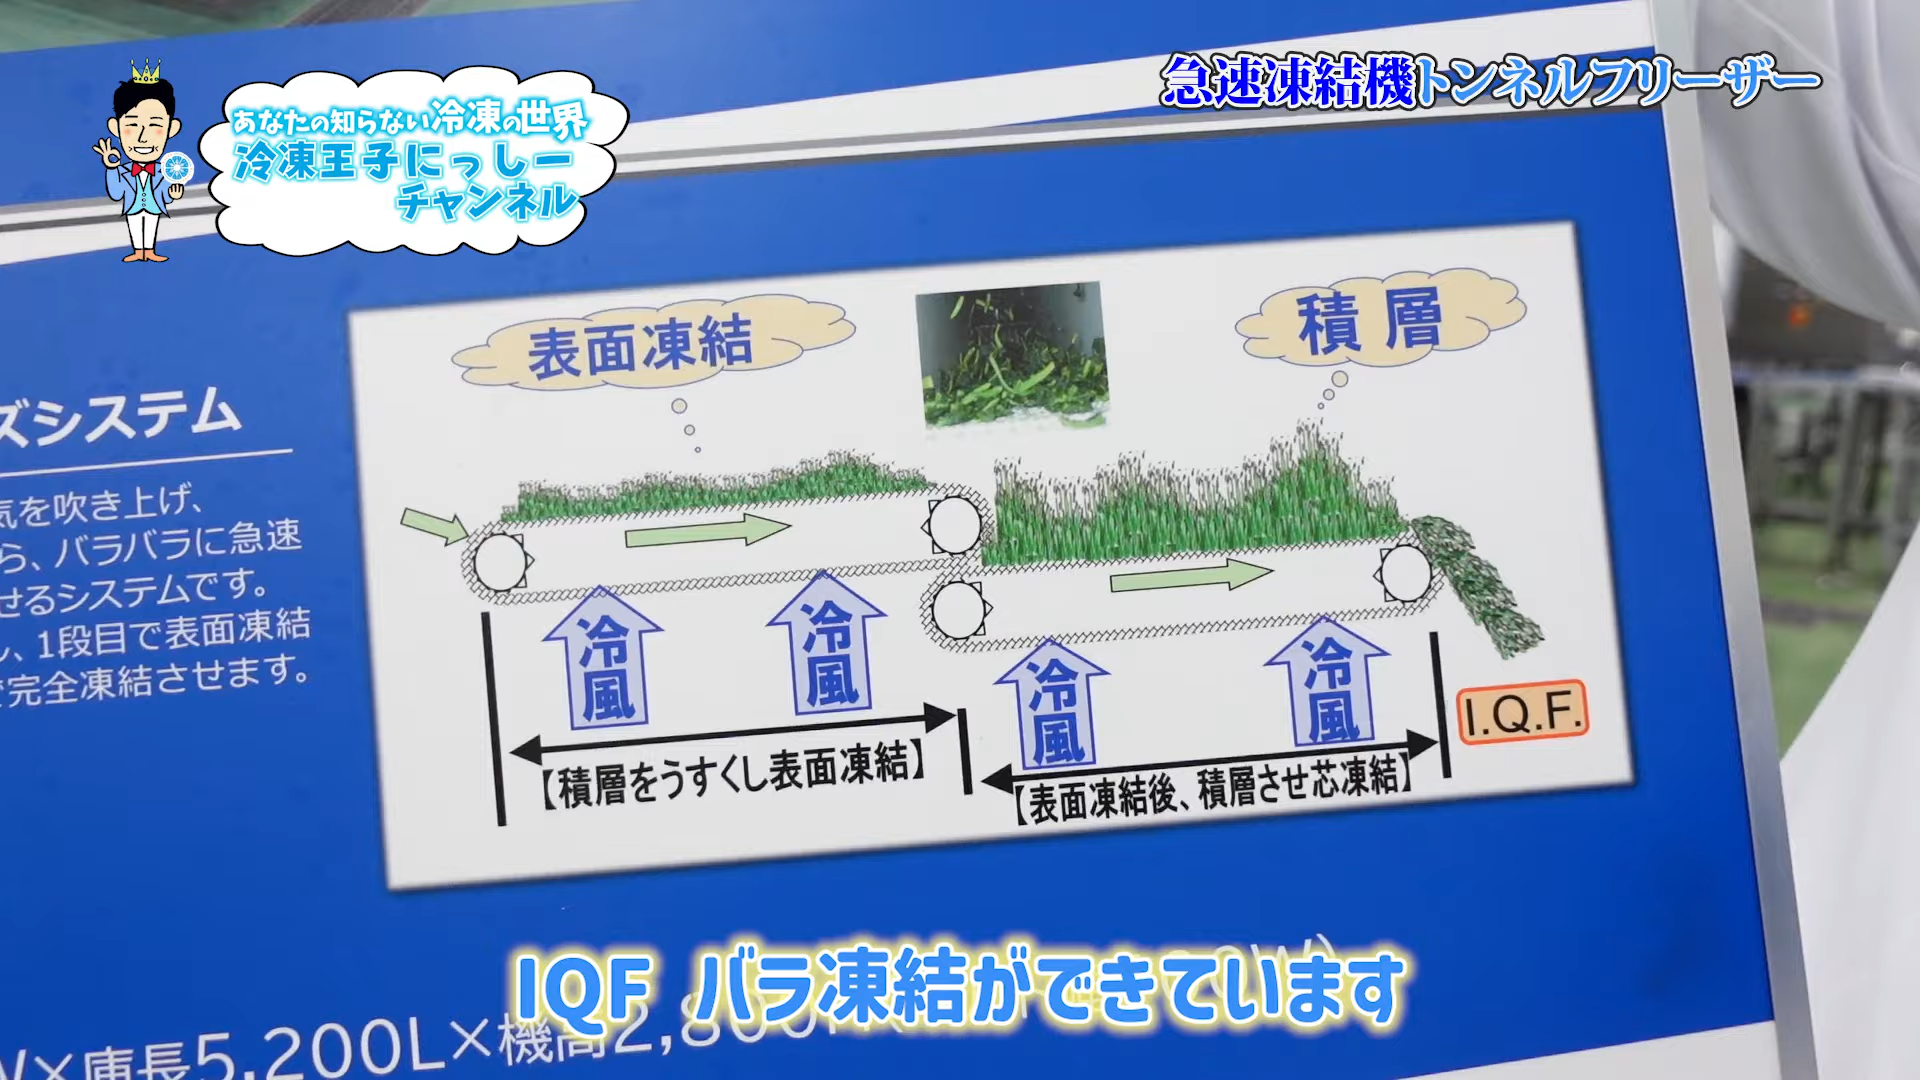 急速凍結機トンネルフリーザー
あなたの知らない冷凍の世界
冷凍王子にっしー
チャンネル
表面凍結
積層
ズシステム
気を吹き上げ、
ら、バラバラに急速
せるシステムです。
、1段目で表面凍結
で完全凍結させます。
冷風
冷風
冷風
冷風
I.Q.F.
【積層をうすくし表面凍結】
【表面凍結後、積層させ芯凍結】
IQF バラ凍結ができています
×庫長5,200L×機高2,800